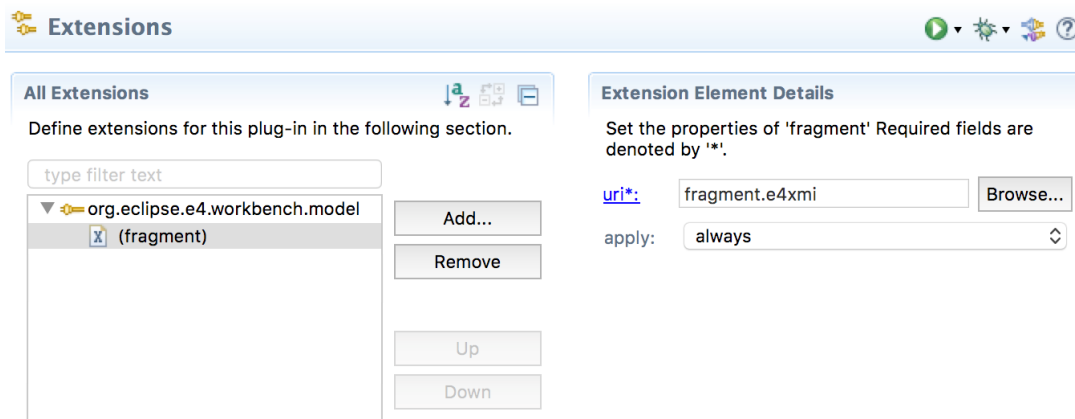 Extensions
All Extensions
Define extensions for this plug-in in the following section.
type filter text
org.eclipse.e4.workbench.model
(fragment)
Add...
Remove
Up
Down
Extension Element Details
Set the properties of 'fragment' Required fields are
denoted by '*'.
uri*:
fragment.e4xmi
Browse...
apply:
always